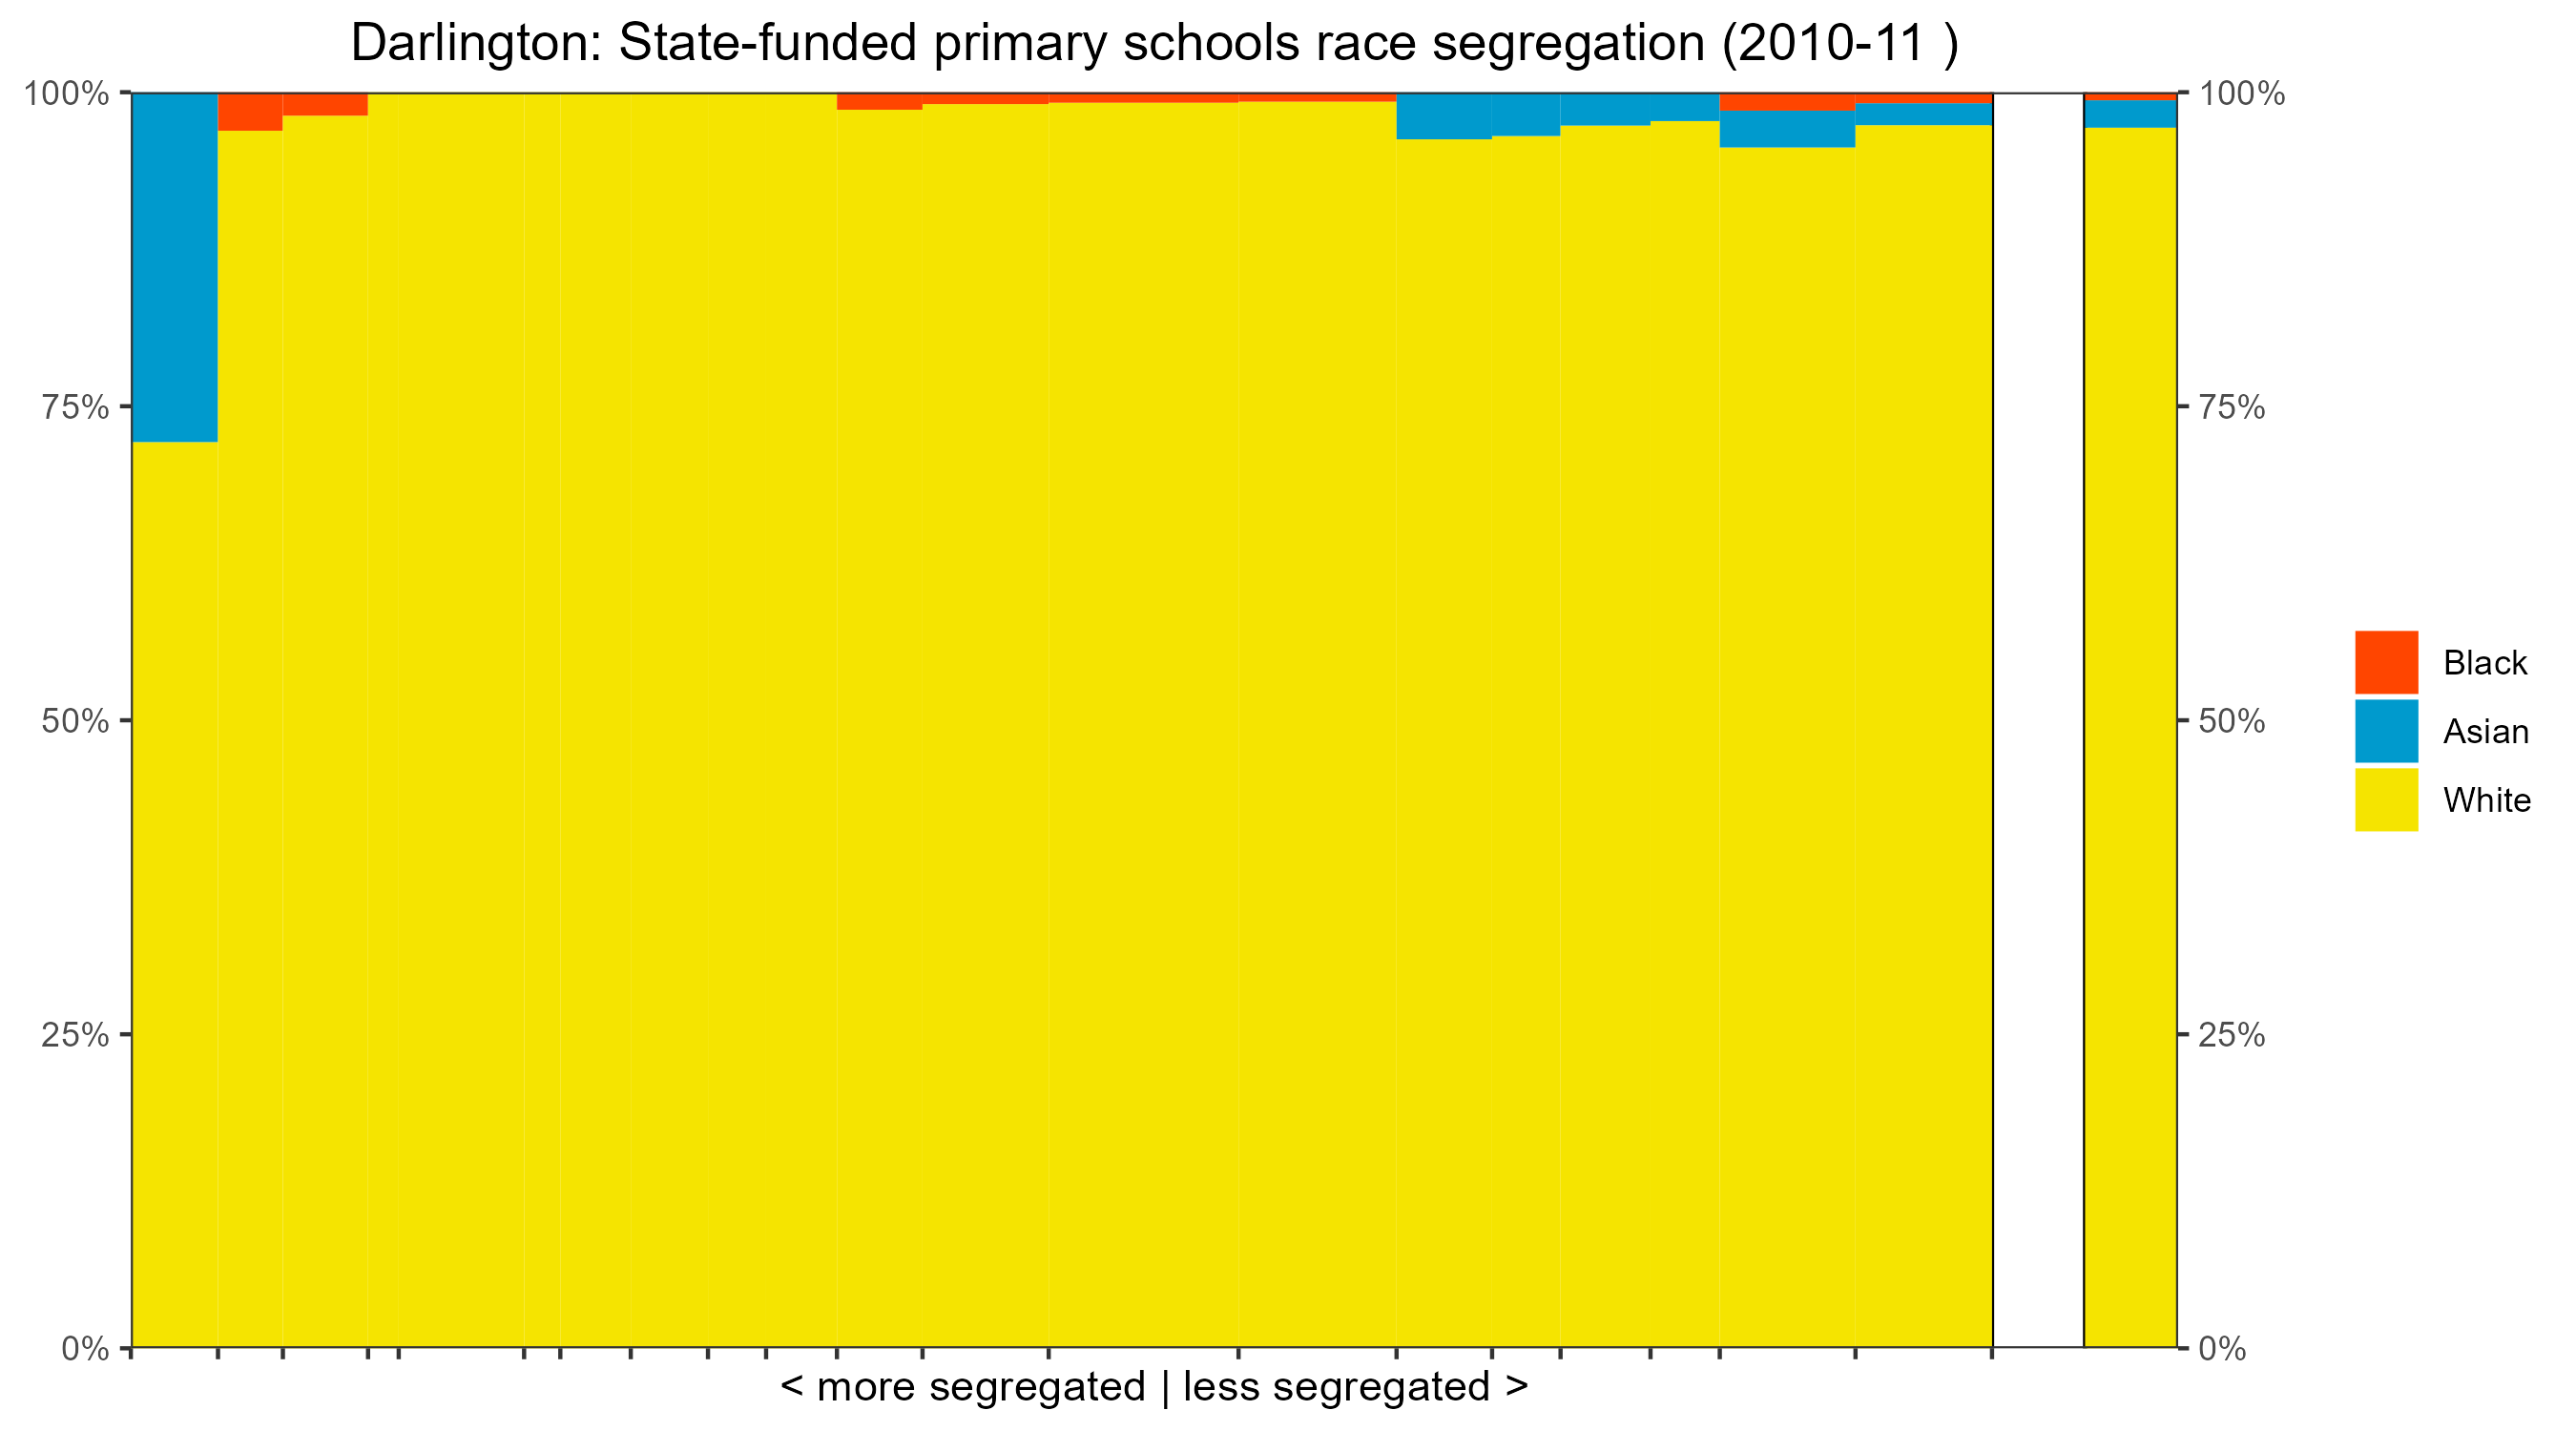 Darlington: State-funded primary schools race segregation (2010-11 )
100%
75%
50%
25%
0%
100%
75%
50%
25%
0%
Black
Asian
White
< more segregated | less segregated >